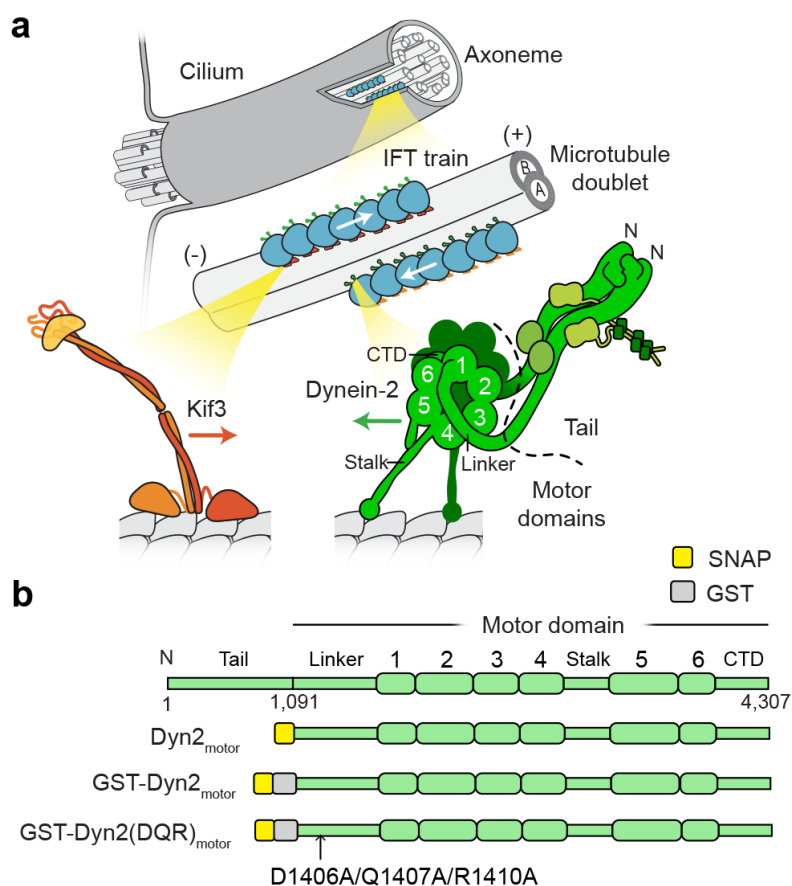 a
Cilium
Axoneme
IFT train
(+)
Microtubule
doublet
B
A
(-)
N
N
CTD
1
2
3
4
5
6
Kif3
Dynein-2
Tail
Stalk
Linker
Motor
domains
SNAP
GST
b
Motor domain
N Tail Linker 1 2 3 4 Stalk 5 6 CTD
1 1,091 4,307
Dyn2motor
GST-Dyn2motor
GST-Dyn2(DQR)motor
D1406A/Q1407A/R1410A